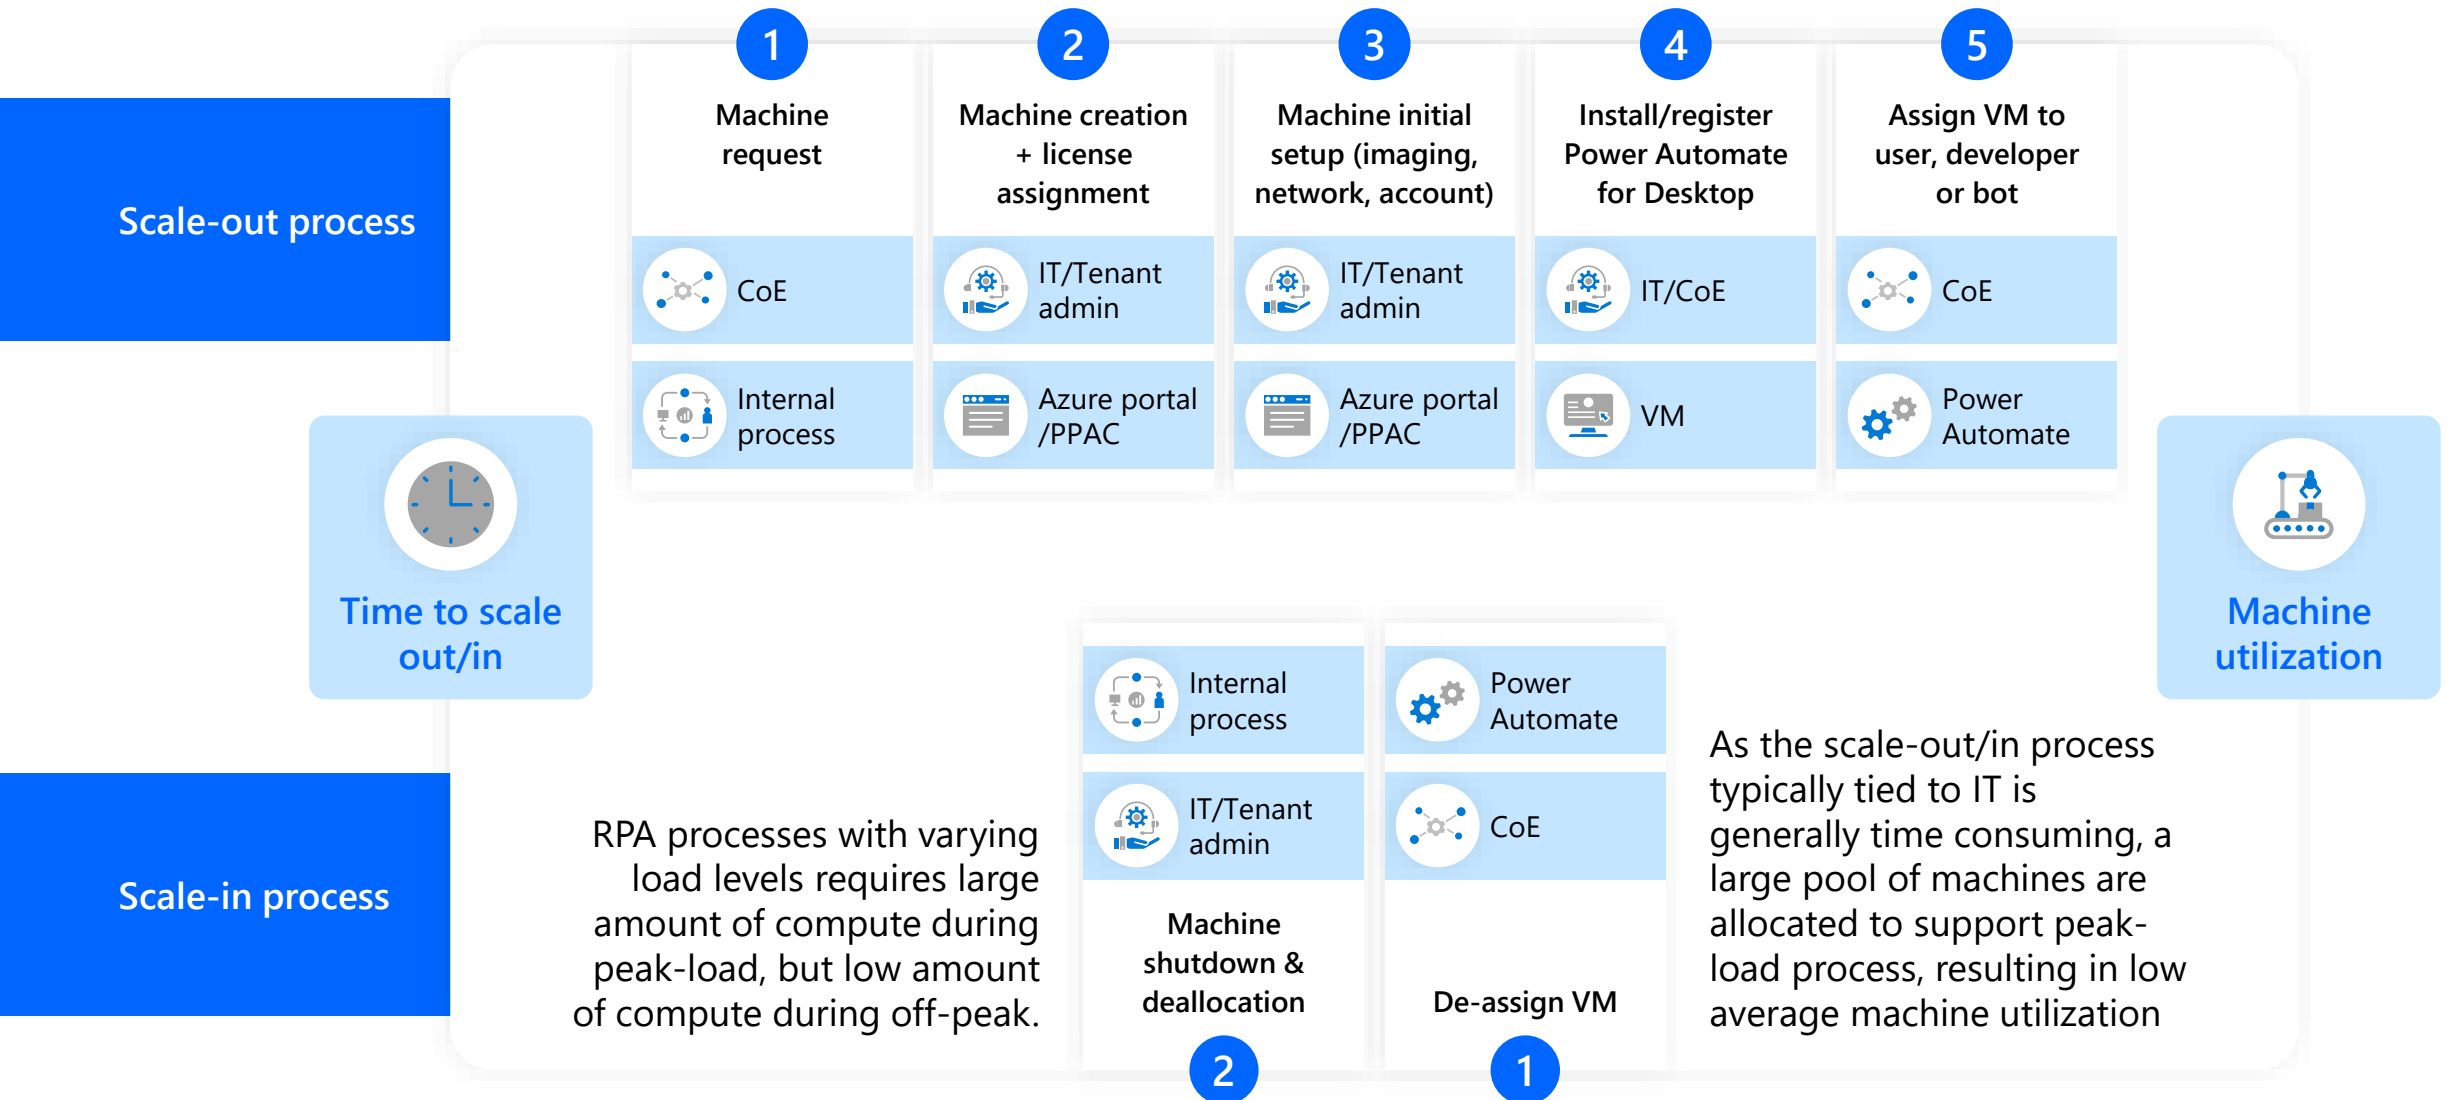 Scale-out process
1
Machine
request
CoE
Internal
process
2
Machine creation
+ license
assignment
IT/Tenant
admin
Azure portal
/PPAC
3
Machine initial
setup (imaging,
network, account)
IT/Tenant
admin
Azure portal
/PPAC
4
Install/register
Power Automate
for Desktop
IT/CoE
VM
5
Assign VM to
user, developer
or bot
CoE
Power
Automate
Time to scale
out/in
Machine
utilization
Scale-in process
RPA processes with varying
load levels requires large
amount of compute during
peak-load, but low amount
of compute during off-peak.
Internal
process
IT/Tenant
admin
Machine
shutdown &
deallocation
2
Power
Automate
CoE
De-assign VM
1
As the scale-out/in process
typically tied to IT is
generally time consuming, a
large pool of machines are
allocated to support peak-
load process, resulting in low
average machine utilization